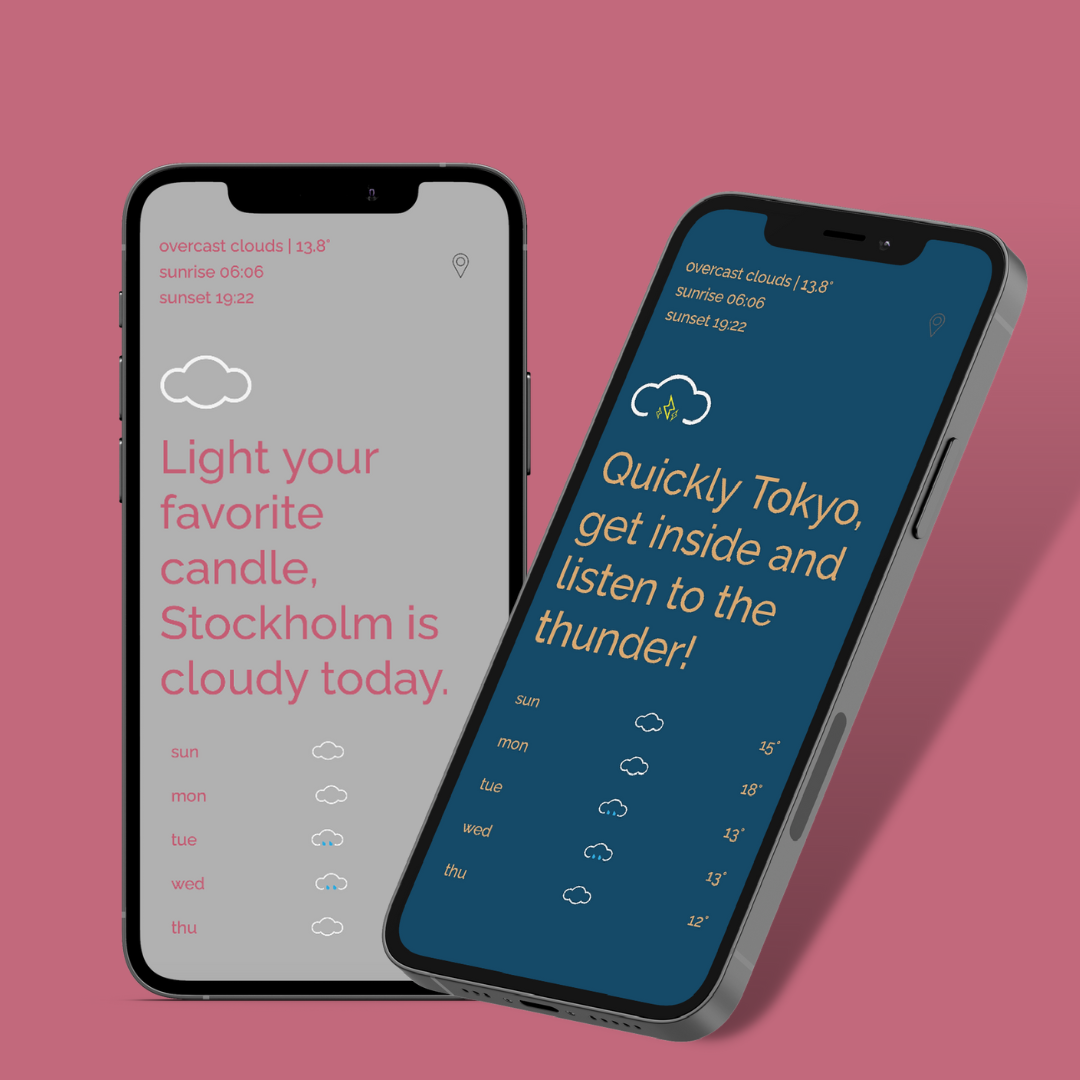 overcast clouds | 13.8°
sunrise 06:06
sunset 19:22
Light your
favorite
candle,
Stockholm is
cloudy today.
sun
mon
tue
wed
thu
overcast clouds | 13.8°
sunrise 06:06
sunset 19:22
Quickly Tokyo,
get inside and
listen to the
thunder!
sun 15°
mon 18°
tue 13°
wed 13°
thu 12°